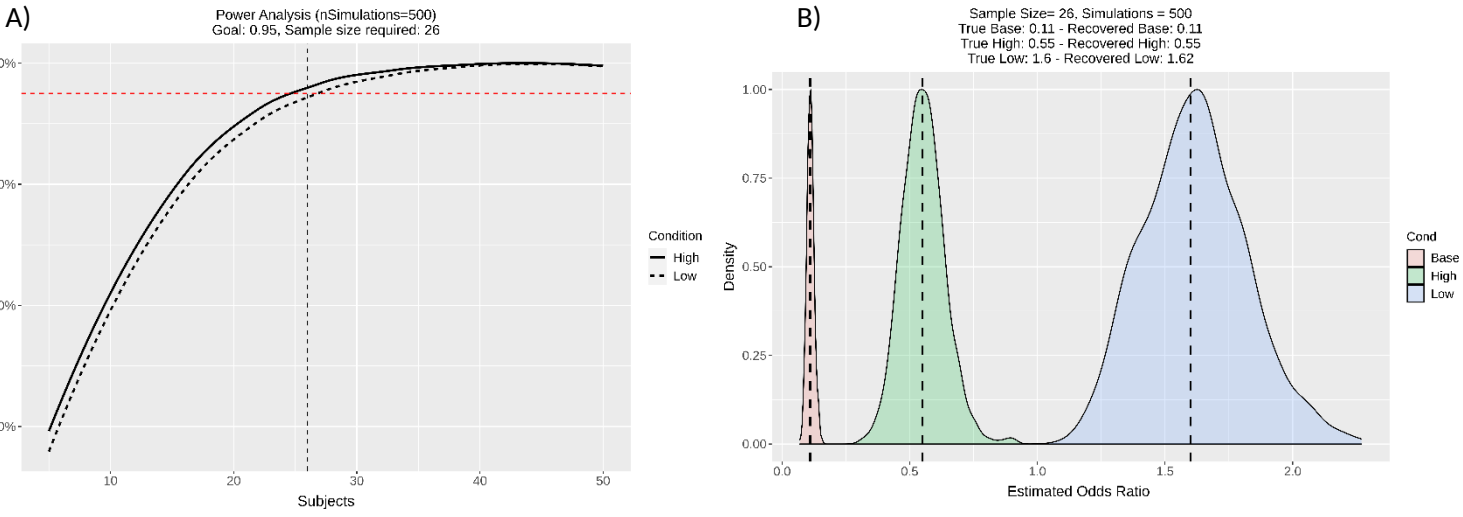 A)
Power Analysis (nSimulations=500)
Goal: 0.95, Sample size required: 26
0%
0%
0%
0%
10
20
30
40
50
Subjects
Condition
High
Low
B)
Sample Size= 26, Simulations = 500
True Base: 0.11 - Recovered Base: 0.11
True High: 0.55 - Recovered High: 0.55
True Low: 1.6 - Recovered Low: 1.62
1.00
0.75
0.50
0.25
0.00
Density
0.0
0.5
1.0
1.5
2.0
Estimated Odds Ratio
Cond
Base
High
Low